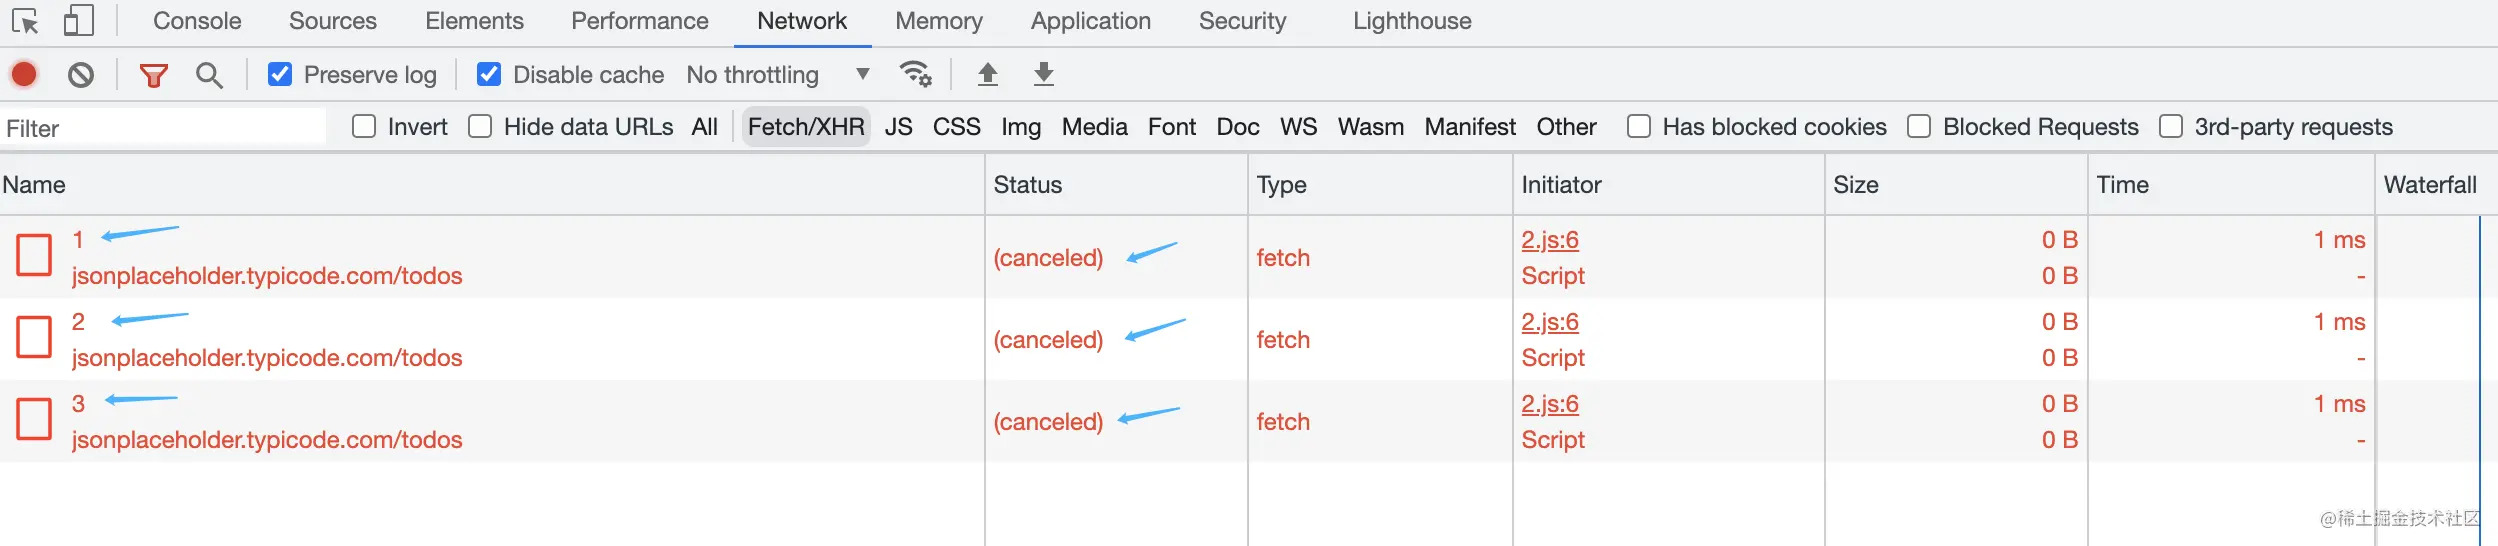 Console Sources Elements Performance Network Memory Application Security Lighthouse
Preserve log Disable cache No throttling
Filter Invert Hide data URLs All Fetch/XHR JS CSS Img Media Font Doc WS Wasm Manifest Other Has blocked cookies Blocked Requests 3rd-party requests
Name Status Type Initiator Size Time Waterfall
1 (canceled) fetch 2.js:6 0 B 1 ms
jsonplaceholder.typicode.com/todos Script 0 B -
2 (canceled) fetch 2.js:6 0 B 1 ms
jsonplaceholder.typicode.com/todos Script 0 B -
3 (canceled) fetch 2.js:6 0 B 1 ms
jsonplaceholder.typicode.com/todos Script 0 B -
@稀土掘金技术社区